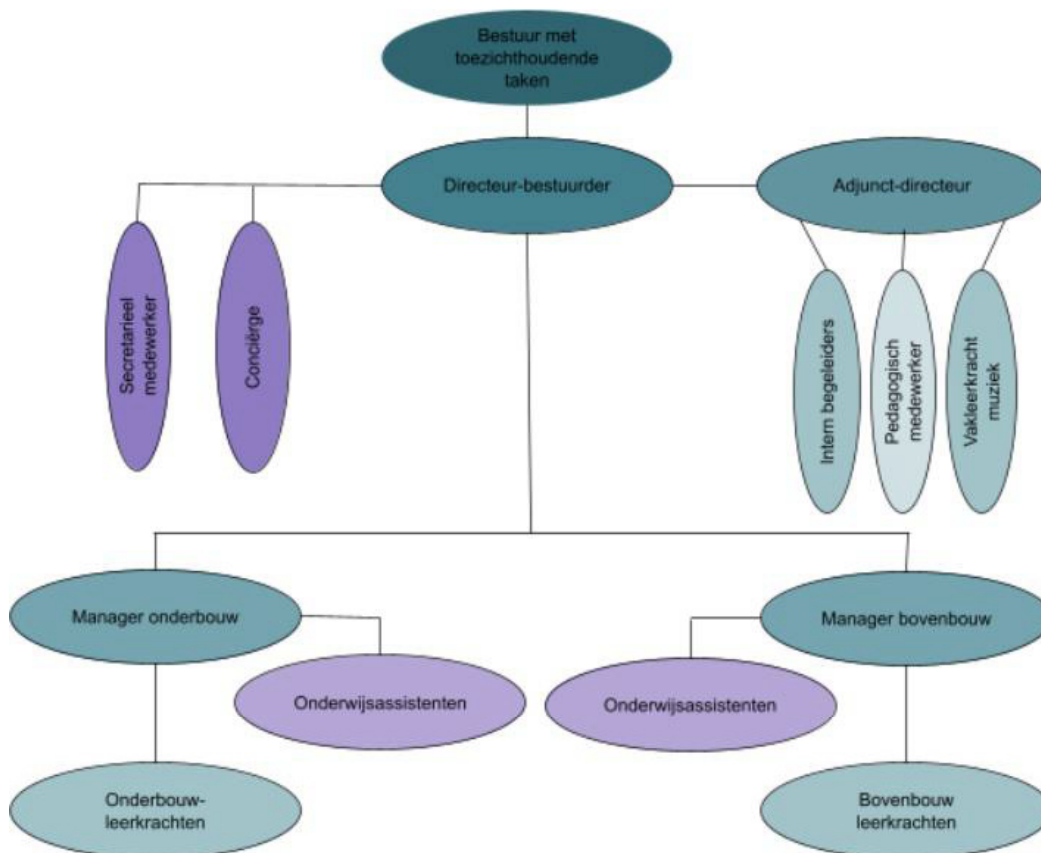 Bestuur met
toezichthoudende
taken
Directeur-bestuurder
Adjunct-directeur
Secretarieel
medewerker
Conciërge
Intern begeleiders
Pedagogisch
medewerker
Vakleerkracht
muziek
Manager onderbouw
Manager bovenbouw
Onderwijsassistenten
Onderwijsassistenten
Onderbouw-
leerkrachten
Bovenbouw
leerkrachten